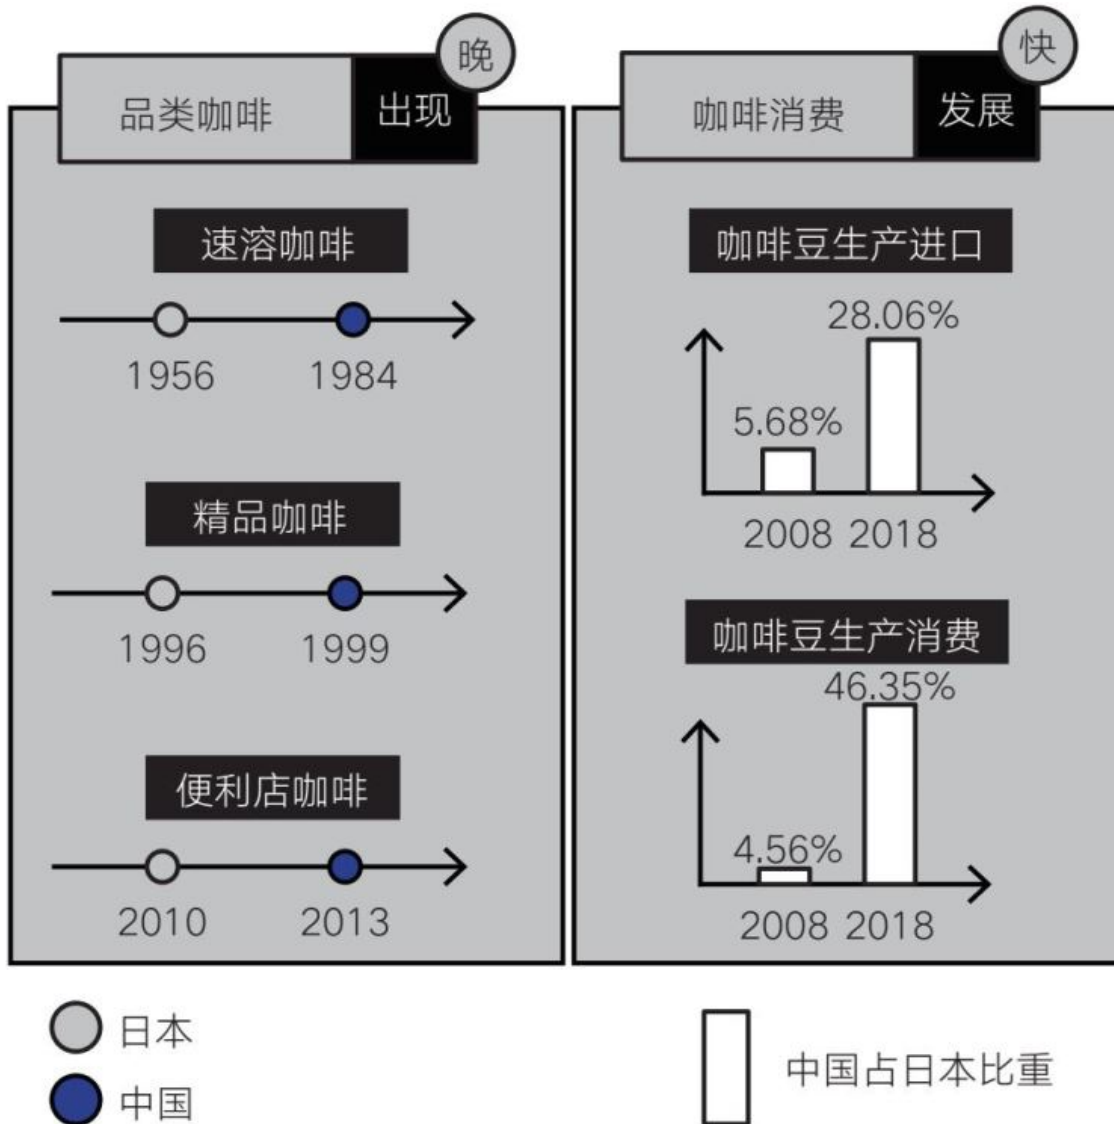 晚
品类咖啡 出现
速溶咖啡
1956 1984
精品咖啡
1996 1999
便利店咖啡
2010 2013
快
咖啡消费 发展
咖啡豆生产进口
28.06%
5.68%
2008 2018
咖啡豆生产消费
46.35%
4.56%
2008 2018
日本
中国
中国占日本比重